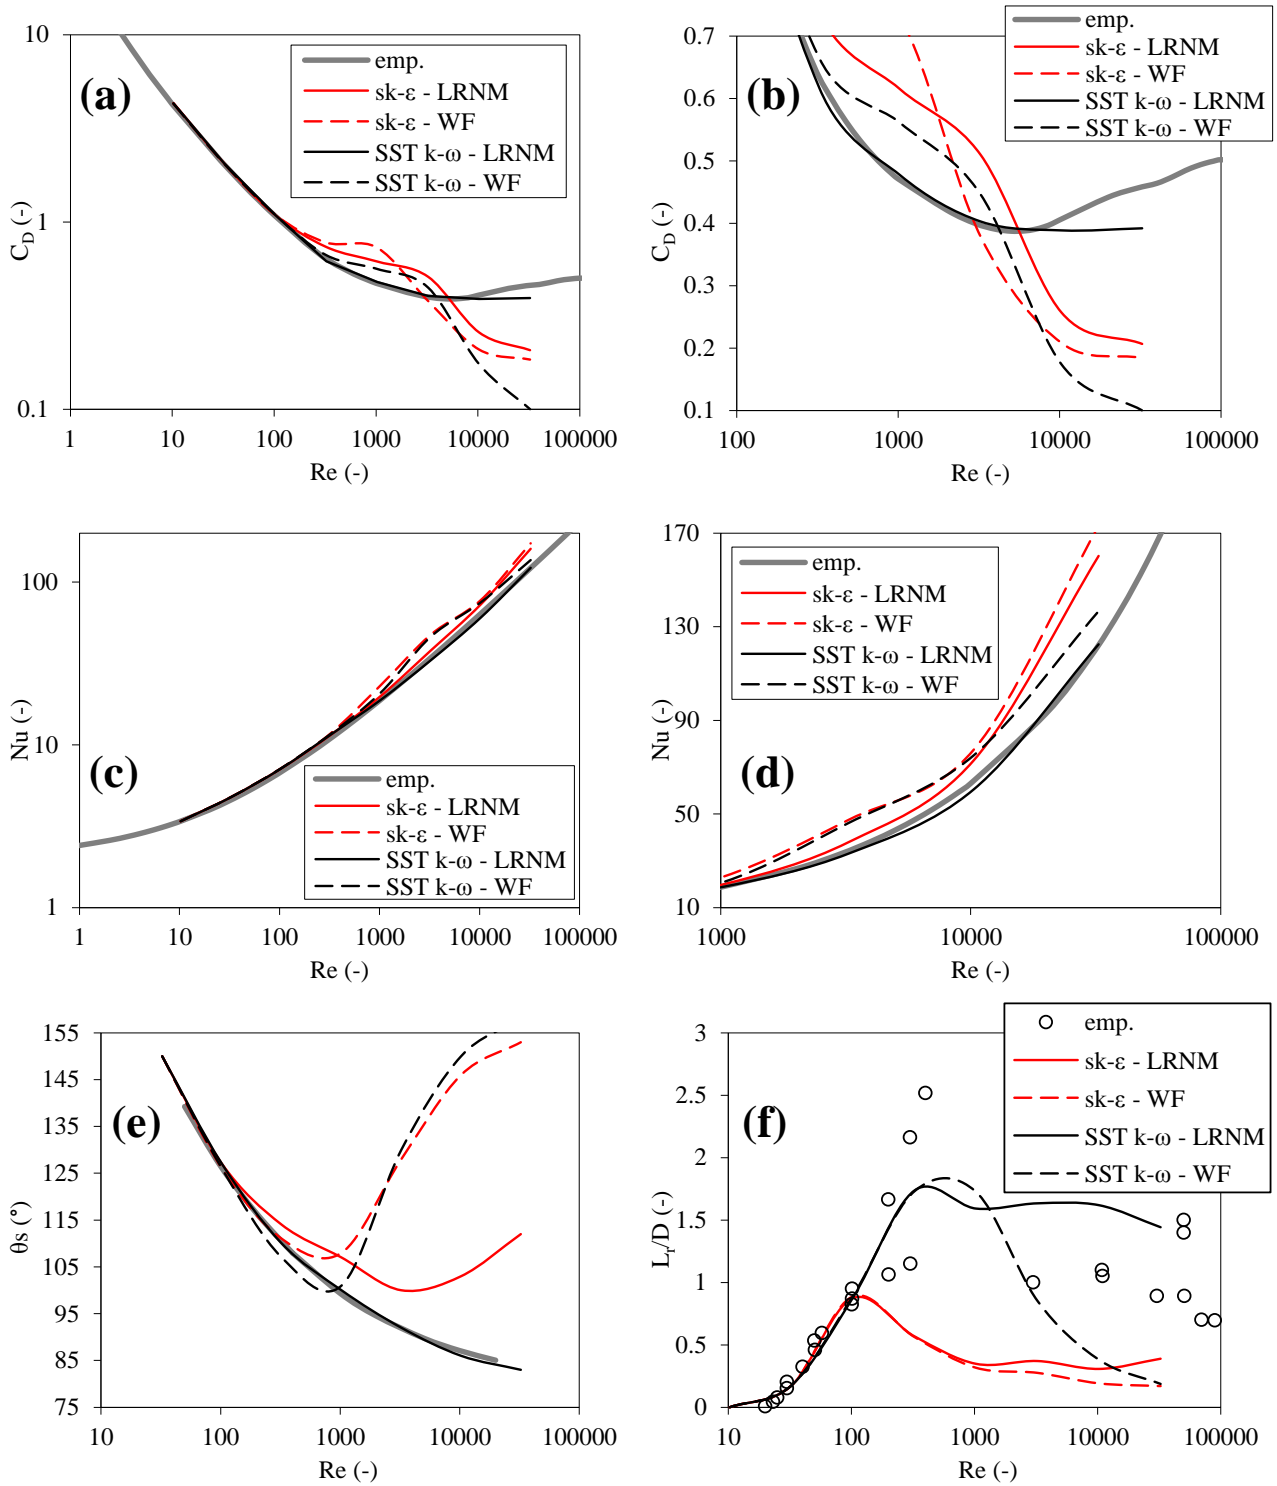 (a)
C_D (-)
10
1
0.1
1 10 100 1000 10000 100000
Re (-)
emp.
sk-ε - LRNM
sk-ε - WF
SST k-ω - LRNM
SST k-ω - WF
(b)
C_D (-)
0.7
0.6
0.5
0.4
0.3
0.2
0.1
100 1000 10000 100000
Re (-)
emp.
sk-ε - LRNM
sk-ε - WF
SST k-ω - LRNM
SST k-ω - WF
(c)
Nu (-)
100
10
1
1 10 100 1000 10000 100000
Re (-)
emp.
sk-ε - LRNM
sk-ε - WF
SST k-ω - LRNM
SST k-ω - WF
(d)
Nu (-)
170
130
90
50
10
1000 10000 100000
Re (-)
emp.
sk-ε - LRNM
sk-ε - WF
SST k-ω - LRNM
SST k-ω - WF
(e)
θs (°)
155
145
135
125
115
105
95
85
75
10 100 1000 10000 100000
Re (-)
(f)
L_r/D (-)
3
2.5
2
1.5
1
0.5
0
10 100 1000 10000 100000
Re (-)
emp.
sk-ε - LRNM
sk-ε - WF
SST k-ω - LRNM
SST k-ω - WF